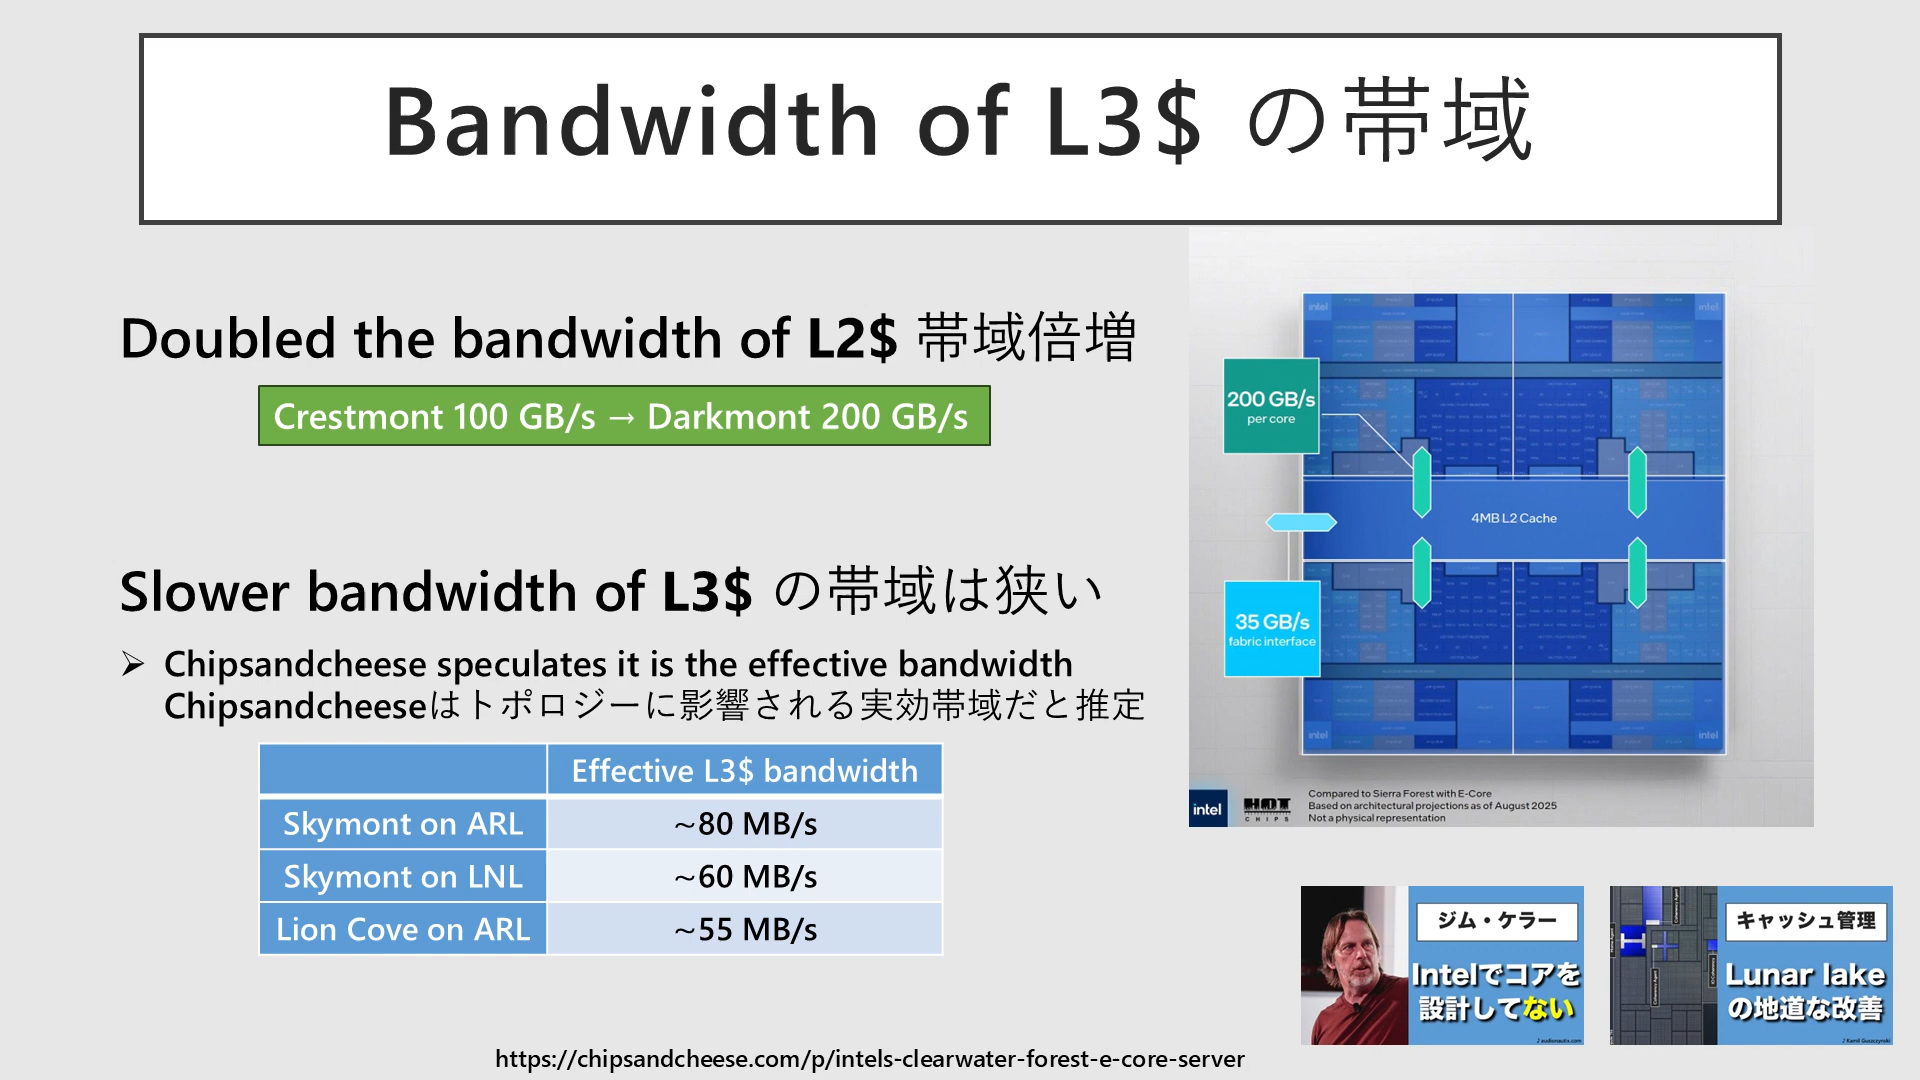 Bandwidth of L3$ の帯域
Doubled the bandwidth of L2$ 帯域倍増
Crestmont 100 GB/s → Darkmont 200 GB/s
Slower bandwidth of L3$ の帯域は狭い
➢ Chipsandcheese speculates it is the effective bandwidth
Chipsandcheeseはトポロジーに影響される実効帯域だと推定
Effective L3$ bandwidth
Skymont on ARL ~80 MB/s
Skymont on LNL ~60 MB/s
Lion Cove on ARL ~55 MB/s
intel
intel
200 GB/s
per core
4MB L2 Cache
35 GB/s
fabric interface
intel
intel
intel
HOT
CHIPS
Compared to Sierra Forest with E-Core
Based on architectural projections as of August 2025
Not a physical representation
ジム・ケラー
Intelでコアを
設計してない
♪ audionautix.com
キャッシュ管理
Lunar lake
の地道な改善
♪ Kamil Guszczynski
https://chipsandcheese.com/p/intels-clearwater-forest-e-core-server